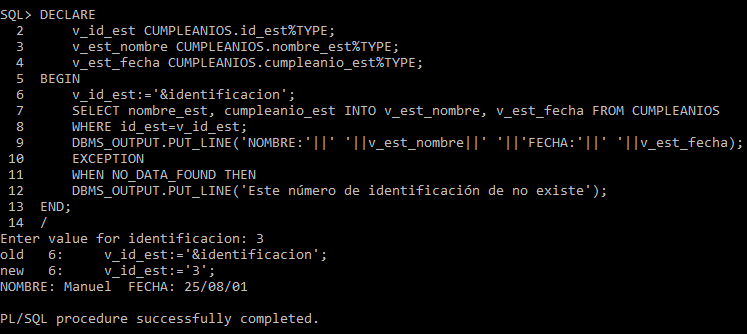 SQL> DECLARE
  2      v_id_est CUMPLEANIOS.id_est%TYPE;
  3      v_est_nombre CUMPLEANIOS.nombre_est%TYPE;
  4      v_est_fecha CUMPLEANIOS.cumpleanio_est%TYPE;
  5  BEGIN
  6      v_id_est:='&identificacion';
  7      SELECT nombre_est, cumpleanio_est INTO v_est_nombre, v_est_fecha FROM CUMPLEANIOS
  8      WHERE id_est=v_id_est;
  9      DBMS_OUTPUT.PUT_LINE('NOMBRE:'||' '||v_est_nombre||' '||'FECHA:'||' '||v_est_fecha);
 10      EXCEPTION
 11      WHEN NO_DATA_FOUND THEN
 12      DBMS_OUTPUT.PUT_LINE('Este número de identificación de no existe');
 13  END;
 14  /
Enter value for identificacion: 3
old   6:     v_id_est:='&identificacion';
new   6:     v_id_est:='3';
NOMBRE: Manuel  FECHA: 25/08/01
PL/SQL procedure successfully completed.